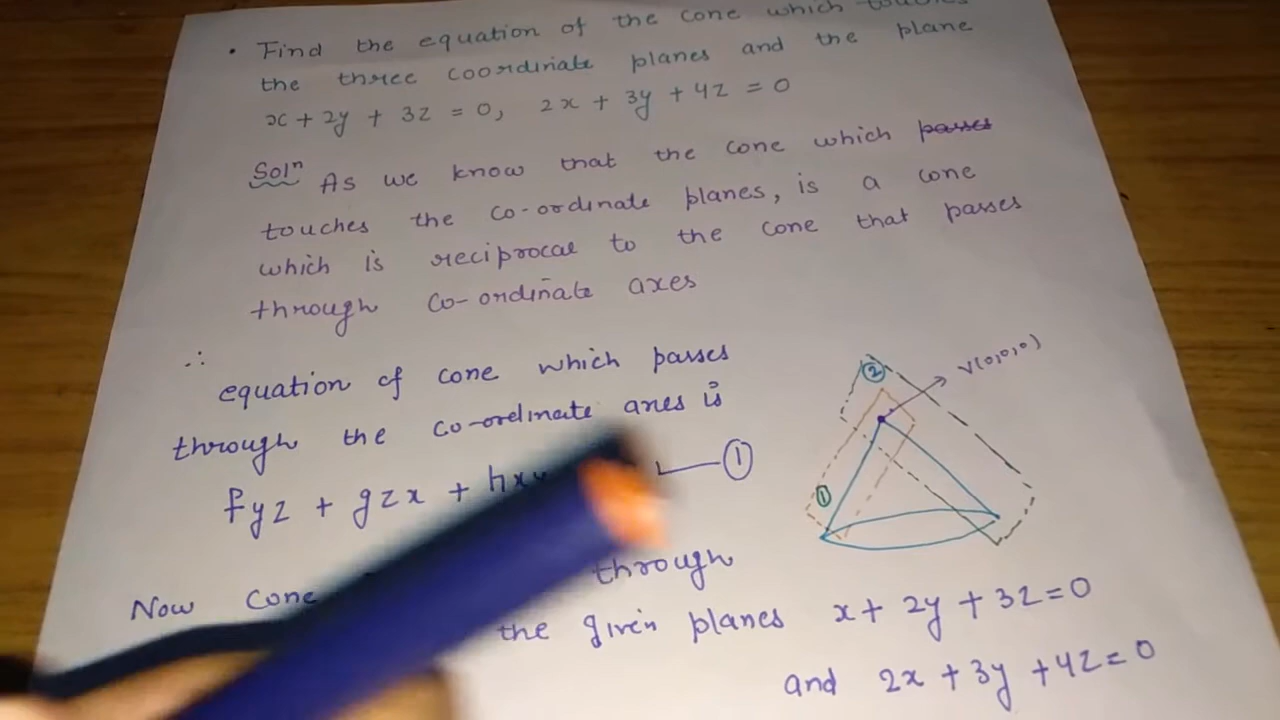 • Find the equation of the cone which touches
the three coordinate planes and the plane
x + 2y + 3z = 0, 2x + 3y + 4z = 0
Solⁿ As we know that the cone which passes
touches the co-ordinate planes, is a cone
which is reciprocal to the cone that passes
through co-ordinate axes
∴
equation of cone which passes
through the co-ordinate axes is
fyz + gzx + hxy
①
Now cone through
the given planes x + 2y + 3z = 0
and 2x + 3y + 4z = 0
②
V(0,0,0)
①